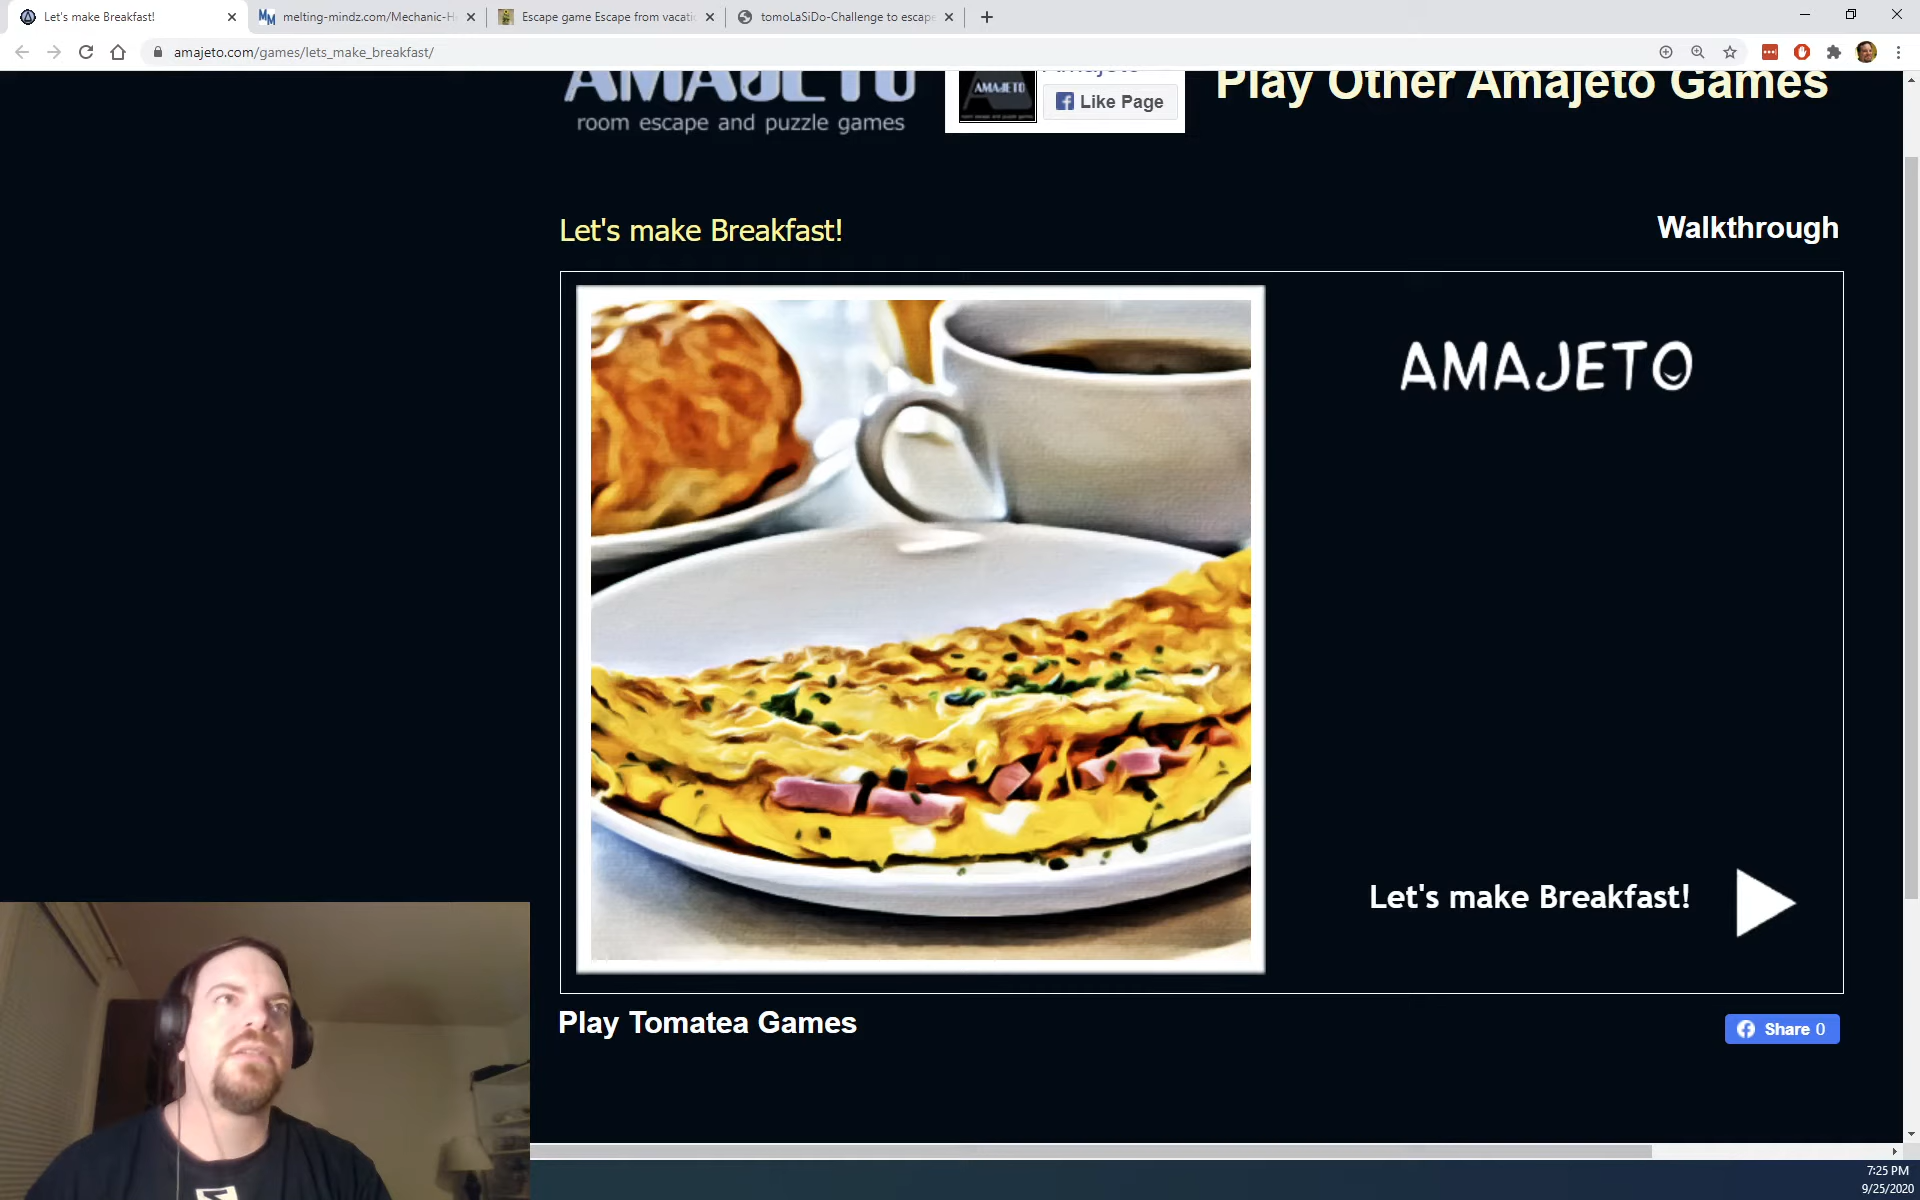 Let's make Breakfast!
melting-mindz.com/Mechanic-H
Escape game Escape from vacati
tomoLaSiDo-Challenge to escape
amajeto.com/games/lets_make_breakfast/
AMAJETO
room escape and puzzle games
AMAJETO
Amajeto
Like Page
Play Other Amajeto Games
Let's make Breakfast!
Walkthrough
AMAJETO
Let's make Breakfast!
Play Tomatea Games
Share 0
7:25 PM
9/25/2020